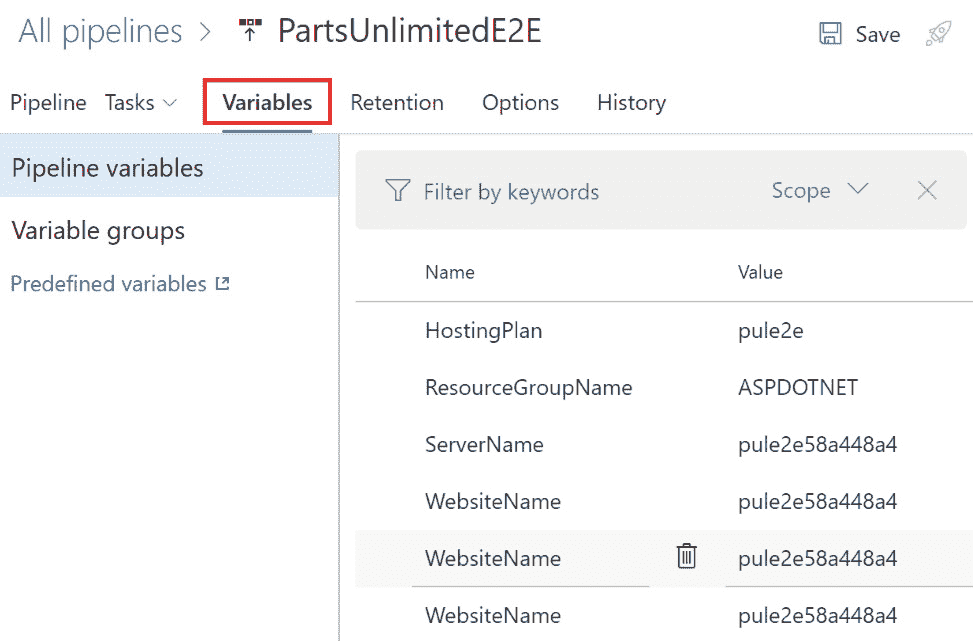 All pipelines > PartsUnlimitedE2E
Save
Pipeline Tasks Variables Retention Options History
Pipeline variables
Variable groups
Predefined variables
Filter by keywords Scope
Name Value
HostingPlan pule2e
ResourceGroupName ASPDOTNET
ServerName pule2e58a448a4
WebsiteName pule2e58a448a4
WebsiteName pule2e58a448a4
WebsiteName pule2e58a448a4